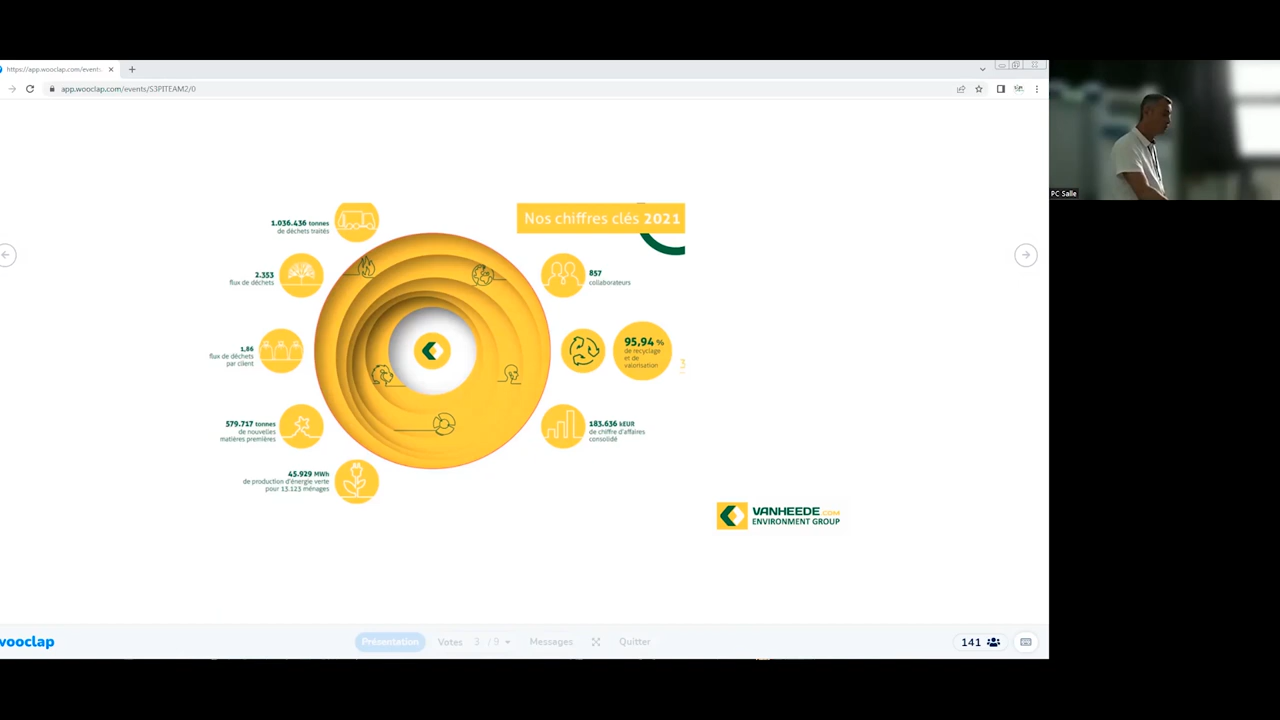 https://app.wooclap.com/event
app.wooclap.com/events/S3PITEAM2/0
PC Salle
Nos chiffres clés 2021
1.036.436 tonnes
de déchets traités
2.353
flux de déchets
857
collaborateurs
1,86
flux de déchets
par client
95,94 %
de recyclage
et de
valorisation
579.717 tonnes
de nouvelles
matières premières
183.636 kEUR
de chiffre d'affaires
consolidé
45.929 MWh
de production d'énergie verte
pour 13.123 ménages
VANHEEDE.COM
ENVIRONMENT GROUP
wooclap
Présentation
Votes 3 / 9
Messages
Quitter
141